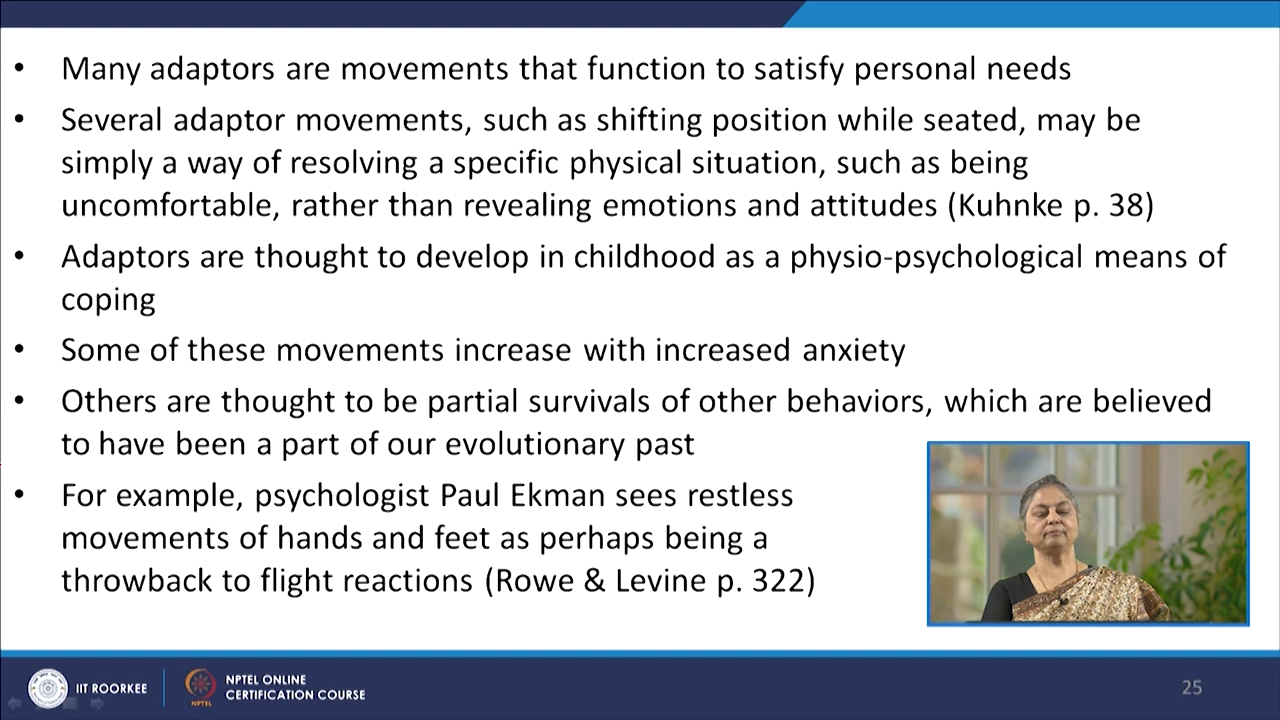 • Many adaptors are movements that function to satisfy personal needs
• Several adaptor movements, such as shifting position while seated, may be
simply a way of resolving a specific physical situation, such as being
uncomfortable, rather than revealing emotions and attitudes (Kuhnke p. 38)
• Adaptors are thought to develop in childhood as a physio-psychological means of
coping
• Some of these movements increase with increased anxiety
• Others are thought to be partial survivals of other behaviors, which are believed
to have been a part of our evolutionary past
• For example, psychologist Paul Ekman sees restless
movements of hands and feet as perhaps being a
throwback to flight reactions (Rowe & Levine p. 322)
IIT ROORKEE
NPTEL
NPTEL ONLINE
CERTIFICATION COURSE
25